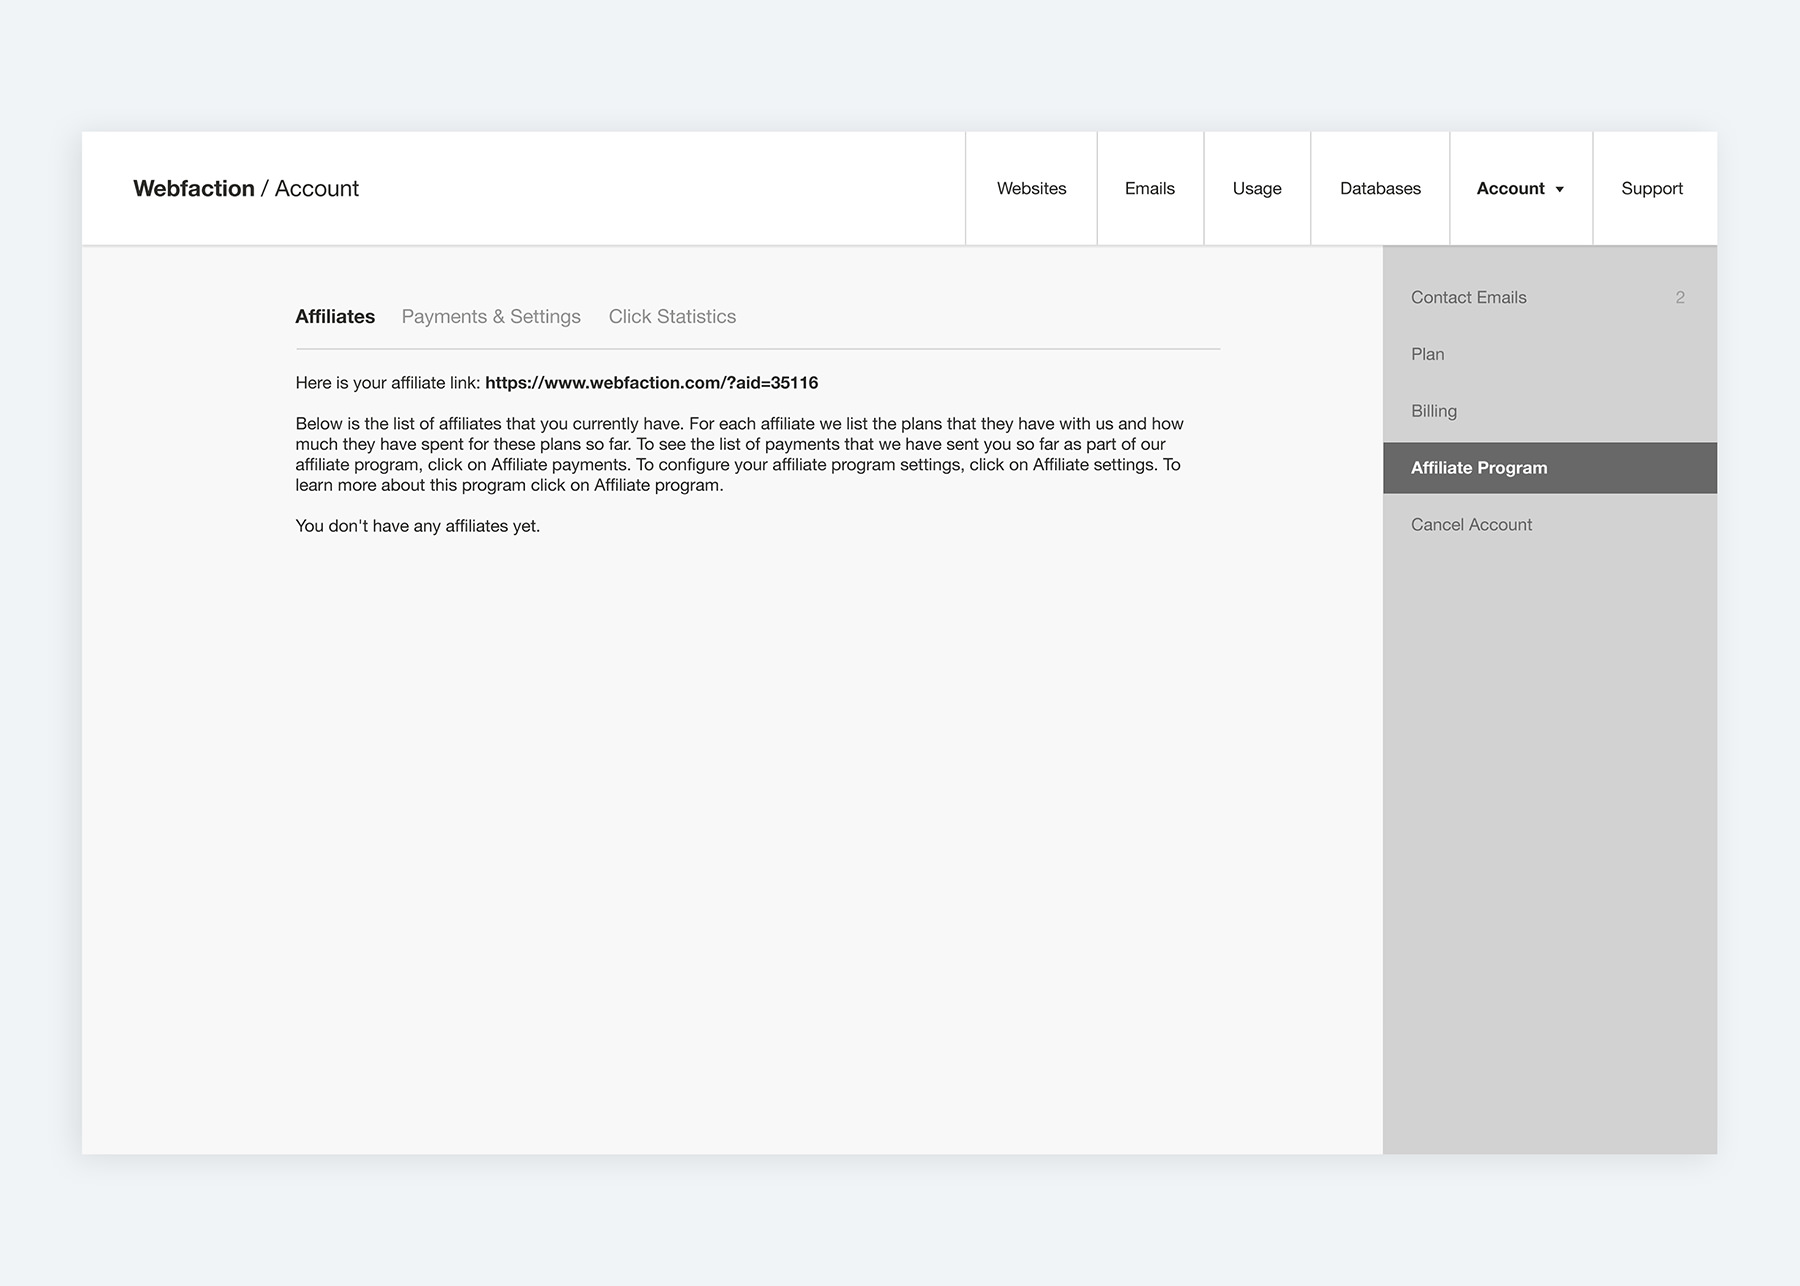 Webfaction / Account
Websites
Emails
Usage
Databases
Account
Support
Affiliates
Payments & Settings
Click Statistics
Here is your affiliate link: https://www.webfaction.com/?aid=35116
Below is the list of affiliates that you currently have. For each affiliate we list the plans that they have with us and how
much they have spent for these plans so far. To see the list of payments that we have sent you so far as part of our
affiliate program, click on Affiliate payments. To configure your affiliate program settings, click on Affiliate settings. To
learn more about this program click on Affiliate program.
You don't have any affiliates yet.
Contact Emails 2
Plan
Billing
Affiliate Program
Cancel Account